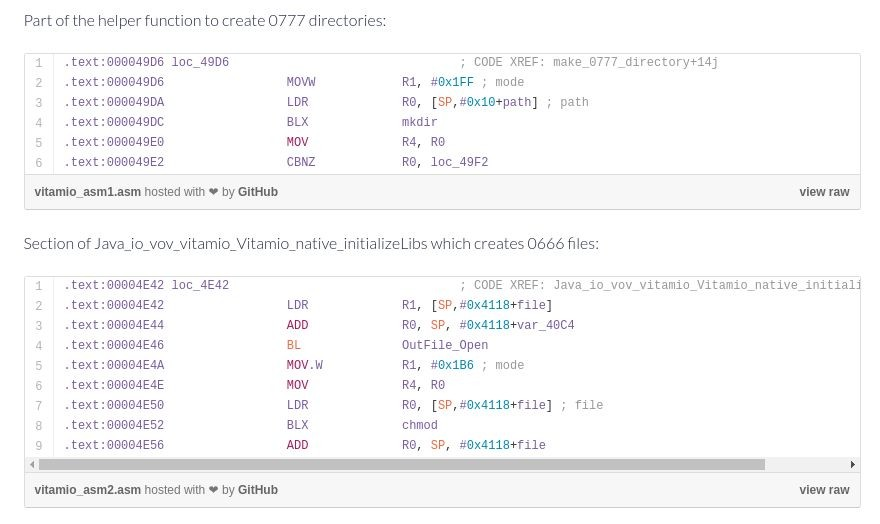 Part of the helper function to create 0777 directories:
1 .text:000049D6 loc_49D6 ; CODE XREF: make_0777_directory+14j
2 .text:000049D6 MOVW R1, #0x1FF ; mode
3 .text:000049DA LDR R0, [SP,#0x10+path] ; path
4 .text:000049DC BLX mkdir
5 .text:000049E0 MOV R4, R0
6 .text:000049E2 CBNZ R0, loc_49F2
vitamio_asm1.asm hosted with ❤ by GitHub view raw
Section of Java_io_vov_vitamio_Vitamio_native_initializeLibs which creates 0666 files:
1 .text:00004E42 loc_4E42 ; CODE XREF: Java_io_vov_vitamio_Vitamio_native_initiali
2 .text:00004E42 LDR R1, [SP,#0x4118+file]
3 .text:00004E44 ADD R0, SP, #0x4118+var_40C4
4 .text:00004E46 BL OutFile_Open
5 .text:00004E4A MOV.W R1, #0x1B6 ; mode
6 .text:00004E4E MOV R4, R0
7 .text:00004E50 LDR R0, [SP,#0x4118+file] ; file
8 .text:00004E52 BLX chmod
9 .text:00004E56 ADD R0, SP, #0x4118+file
vitamio_asm2.asm hosted with ❤ by GitHub view raw